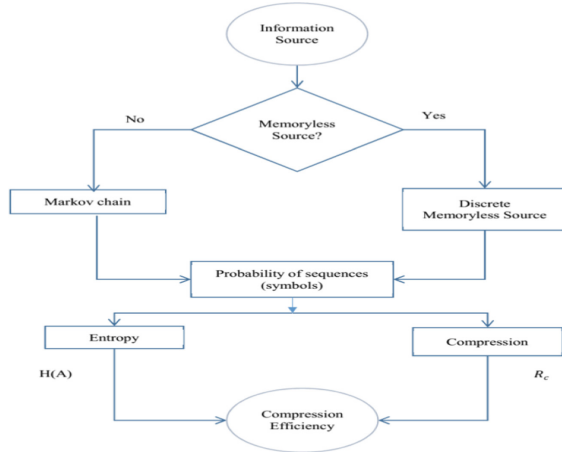 Information
Source
Memoryless
Source?
No
Yes
Markov chain
Discrete
Memoryless Source
Probability of sequences
(symbols)
Entropy
Compression
H(A)
R_c
Compression
Efficiency